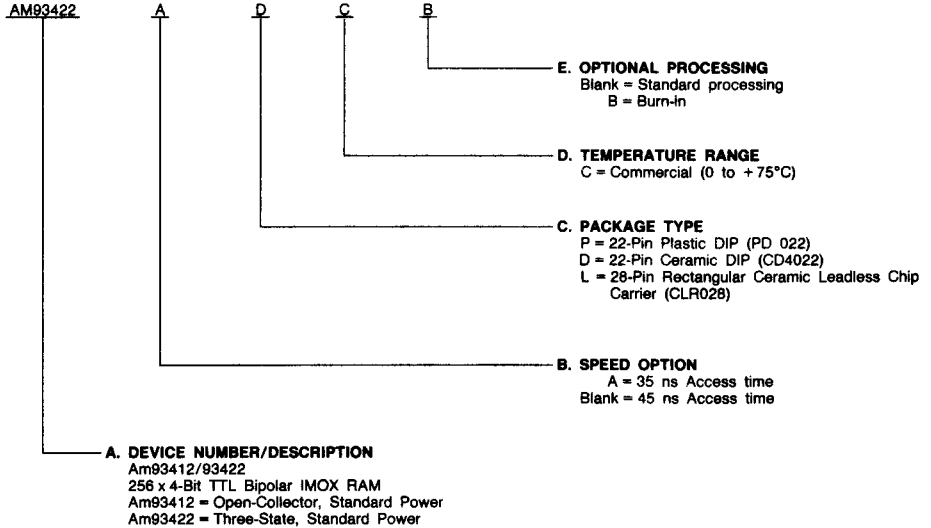 AM93422 A D C B
E. OPTIONAL PROCESSING
Blank = Standard processing
B = Burn-in
D. TEMPERATURE RANGE
C = Commercial (0 to +75°C)
C. PACKAGE TYPE
P = 22-Pin Plastic DIP (PD 022)
D = 22-Pin Ceramic DIP (CD4022)
L = 28-Pin Rectangular Ceramic Leadless Chip
Carrier (CLR028)
B. SPEED OPTION
A = 35 ns Access time
Blank = 45 ns Access time
A. DEVICE NUMBER/DESCRIPTION
Am93412/93422
256 x 4-Bit TTL Bipolar IMOX RAM
Am93412 = Open-Collector, Standard Power
Am93422 = Three-State, Standard Power